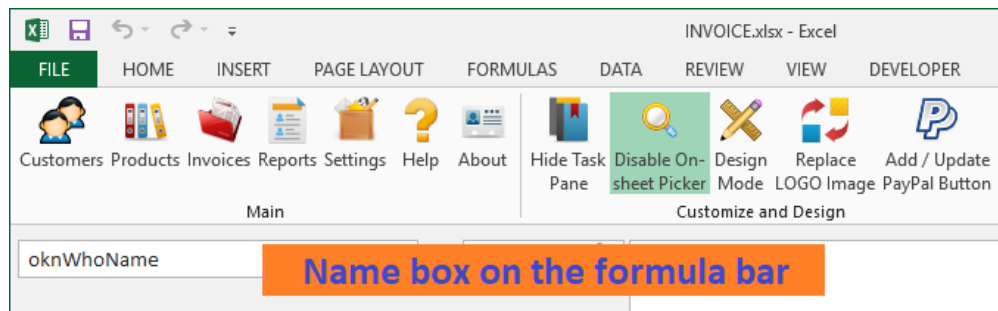 INVOICE.xlsx - Excel
FILE HOME INSERT PAGE LAYOUT FORMULAS DATA REVIEW VIEW DEVELOPER
Customers Products Invoices Reports Settings Help About Hide Task Disable On- Design Replace Add / Update
Pane sheet Picker Mode LOGO Image PayPal Button
Main Customize and Design
oknWhoName
Name box on the formula bar